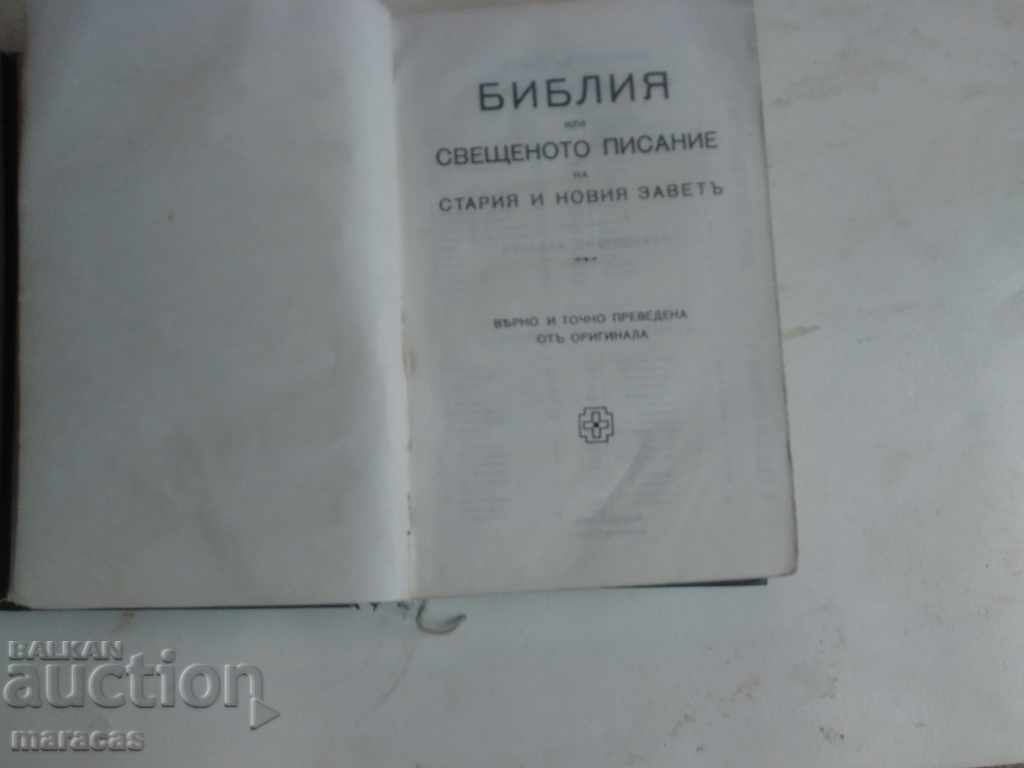 БИБЛИЯ
или
СВЕЩЕНОТО ПИСАНИЕ
на
СТАРИЯ И НОВИЯ ЗАВЕТЪ
ВѢРНО И ТОЧНО ПРЕВЕДЕНА
ОТЪ ОРИГИНАЛА
BALKAN
auction
maracas